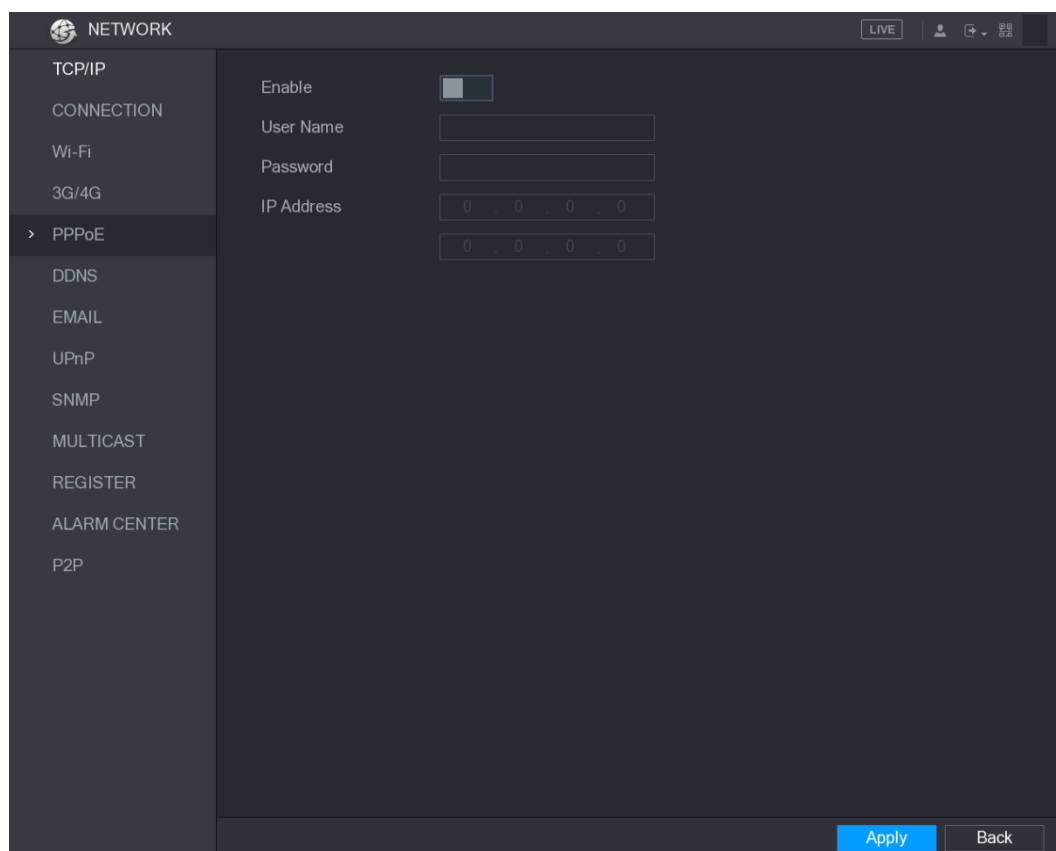 NETWORK
LIVE
TCP/IP
CONNECTION
Wi-Fi
3G/4G
PPPoE
DDNS
EMAIL
UPnP
SNMP
MULTICAST
REGISTER
ALARM CENTER
P2P
Enable
User Name
Password
IP Address
0 . 0 . 0 . 0
0 . 0 . 0 . 0
Apply
Back